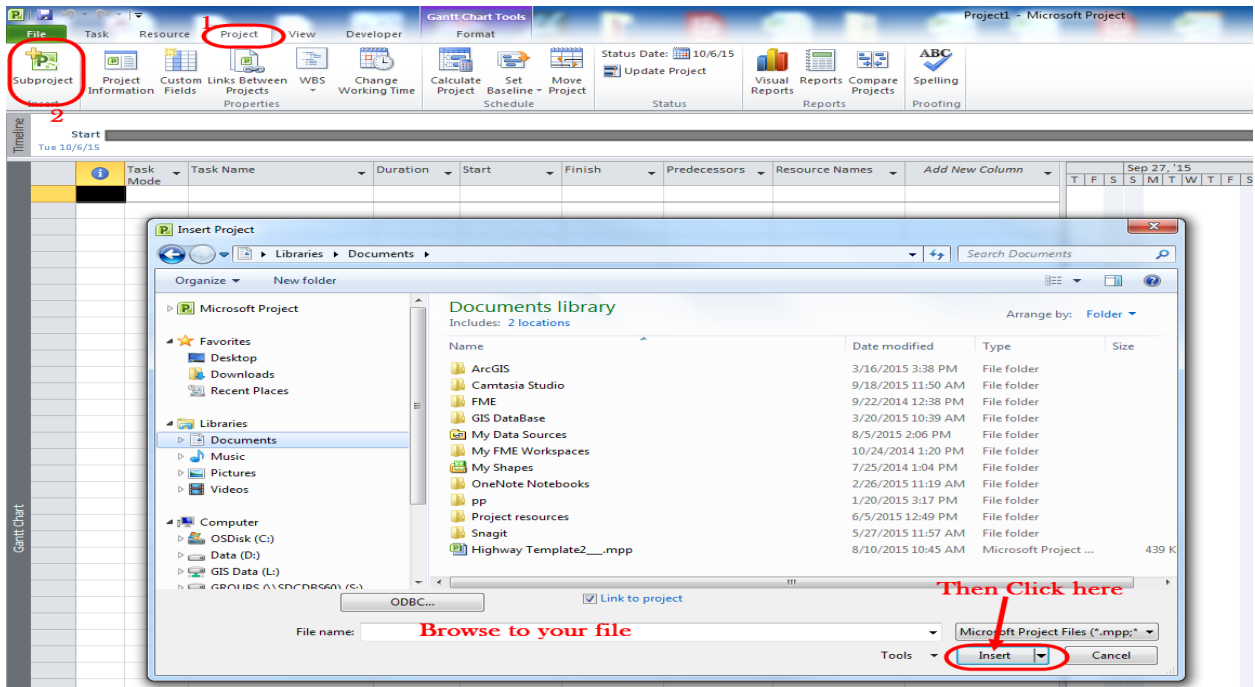 Gantt Chart Tools
Project1 - Microsoft Project
1
File Task Resource Project View Developer Format
Subproject
Project Information
Custom Fields
Links Between Projects
WBS
Change Working Time
Calculate Project
Set Baseline
Move Project
Status Date: 10/6/15
Update Project
Visual Reports
Reports
Compare Projects
ABC
Spelling
Insert Properties Schedule Status Reports Proofing
2
Timeline
Start
Tue 10/6/15
Task Mode
Task Name
Duration
Start
Finish
Predecessors
Resource Names
Add New Column
Sep 27, '15
T F S S M T W T F S
Insert Project
Libraries Documents
Search Documents
Organize New folder
Microsoft Project
Favorites
Desktop
Downloads
Recent Places
Libraries
Documents
Music
Pictures
Videos
Computer
OSDisk (C:)
Data (D:)
GIS Data (L:)
GROUPS (\\SDCDBS60) (S:)
Documents library
Includes: 2 locations
Arrange by: Folder
Name Date modified Type Size
ArcGIS 3/16/2015 3:38 PM File folder
Camtasia Studio 9/18/2015 11:50 AM File folder
FME 9/22/2014 12:38 PM File folder
GIS DataBase 3/20/2015 10:39 AM File folder
My Data Sources 8/5/2015 2:06 PM File folder
My FME Workspaces 10/24/2014 1:20 PM File folder
My Shapes 7/25/2014 1:04 PM File folder
OneNote Notebooks 2/26/2015 11:19 AM File folder
pp 1/20/2015 3:17 PM File folder
Project resources 6/5/2015 12:49 PM File folder
Snagit 5/27/2015 11:57 AM File folder
Highway Template2___.mpp 8/10/2015 10:45 AM Microsoft Project ... 439 K
Gantt Chart
Then Click here
ODBC...
Link to project
File name:
Browse to your file
Microsoft Project Files (*.mpp;*
Tools Insert Cancel